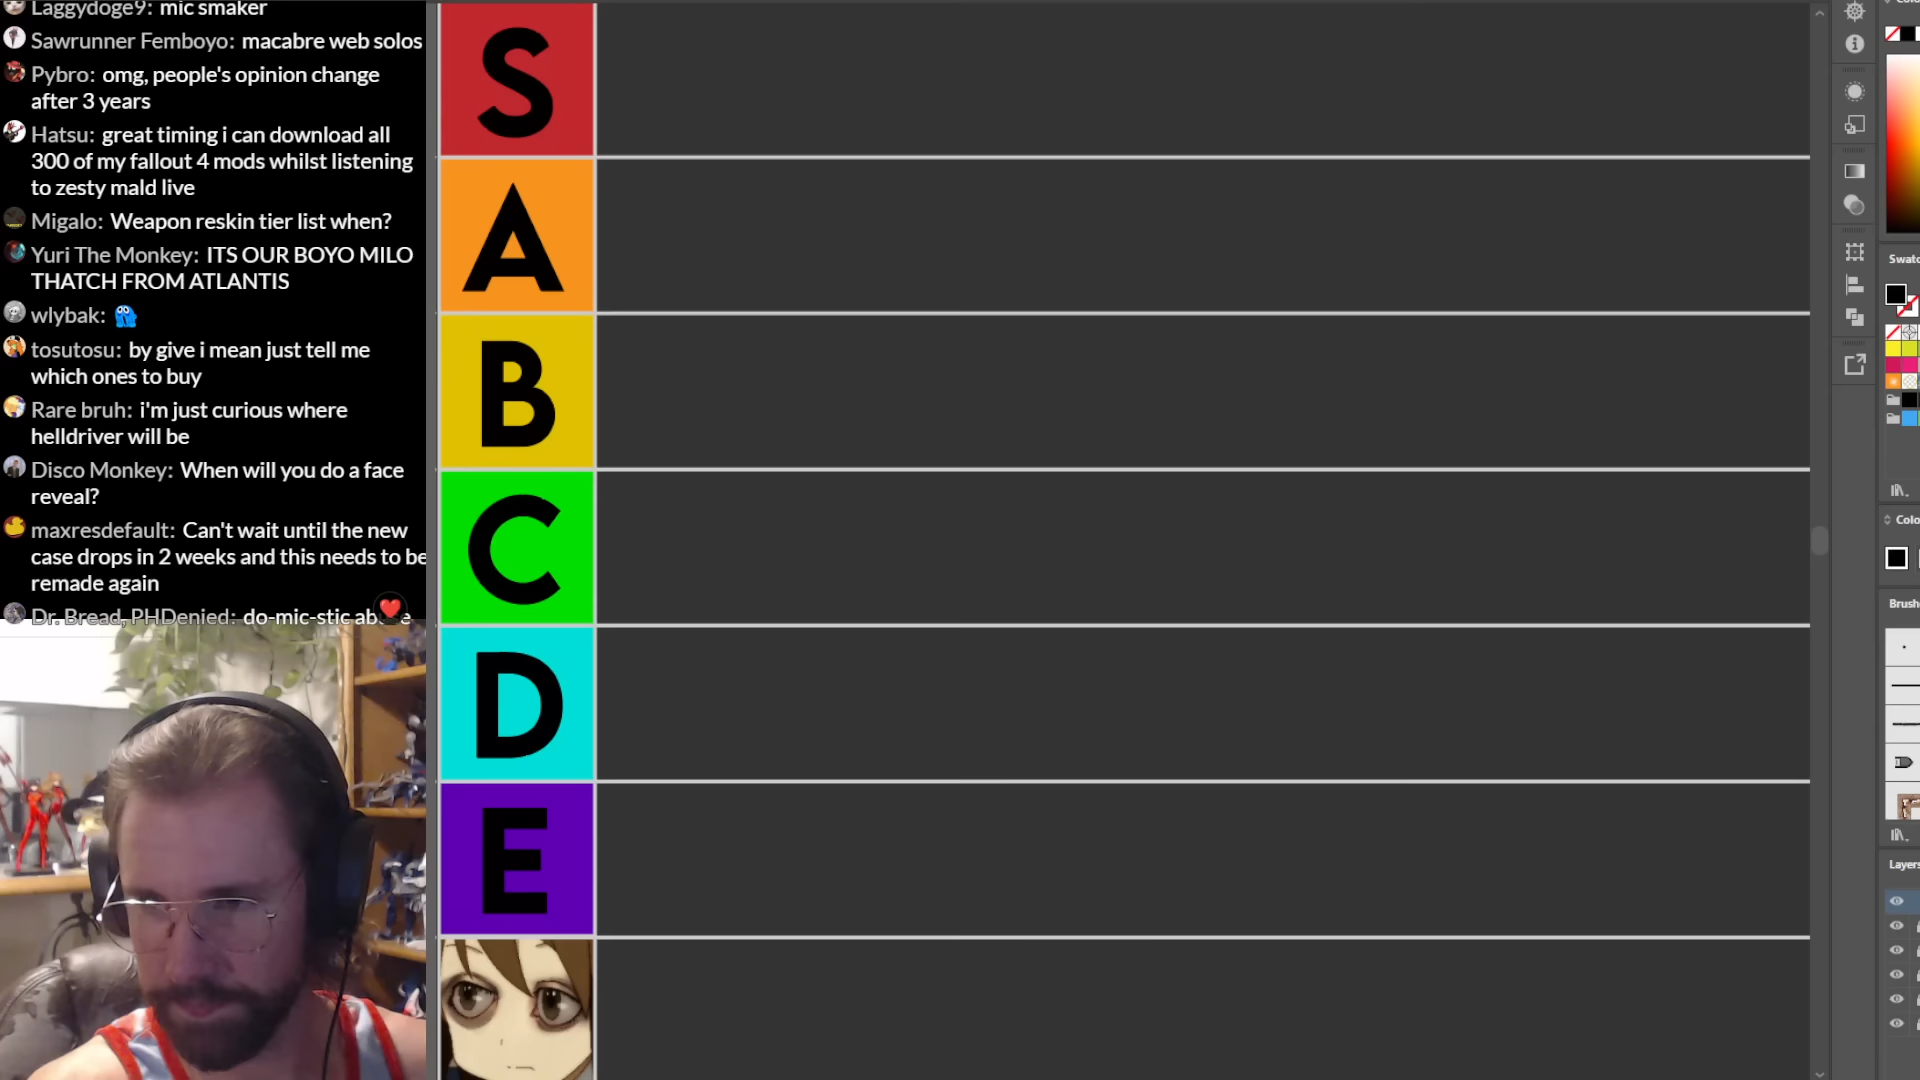 Laggydoge9: mic smaker
Sawrunner Femboyo: macabre web solos
Pybro: omg, people's opinion change
after 3 years
Hatsu: great timing i can download all
300 of my fallout 4 mods whilst listening
to zesty mald live
Migalo: Weapon reskin tier list when?
Yuri The Monkey: ITS OUR BOYO MILO
THATCH FROM ATLANTIS
wlybak:
tosutosu: by give i mean just tell me
which ones to buy
Rare bruh: i'm just curious where
helldriver will be
Disco Monkey: When will you do a face
reveal?
maxresdefault: Can't wait until the new
case drops in 2 weeks and this needs to be
remade again
Dr. Bread, PHDenied: do-mic-stic
S
A
B
C
D
E
Swatc
Colo
Brush
Layers